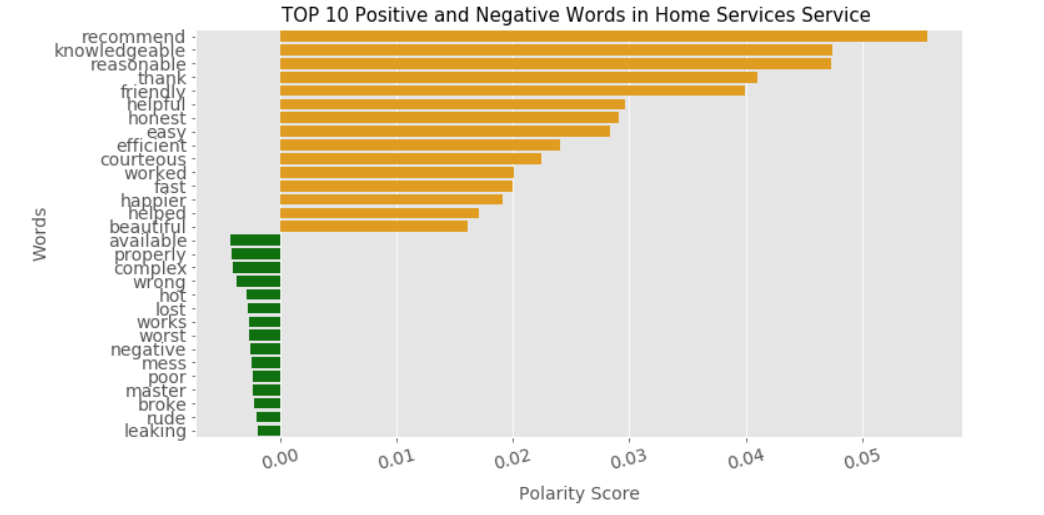 TOP 10 Positive and Negative Words in Home Services Service
recommend
knowledgeable
reasonable
thank
friendly
helpful
honest
easy
efficient
courteous
worked
fast
happier
helped
beautiful
available
properly
complex
wrong
hot
lost
works
worst
negative
mess
poor
master
broke
rude
leaking
Words
0.00
0.01
0.02
0.03
0.04
0.05
Polarity Score